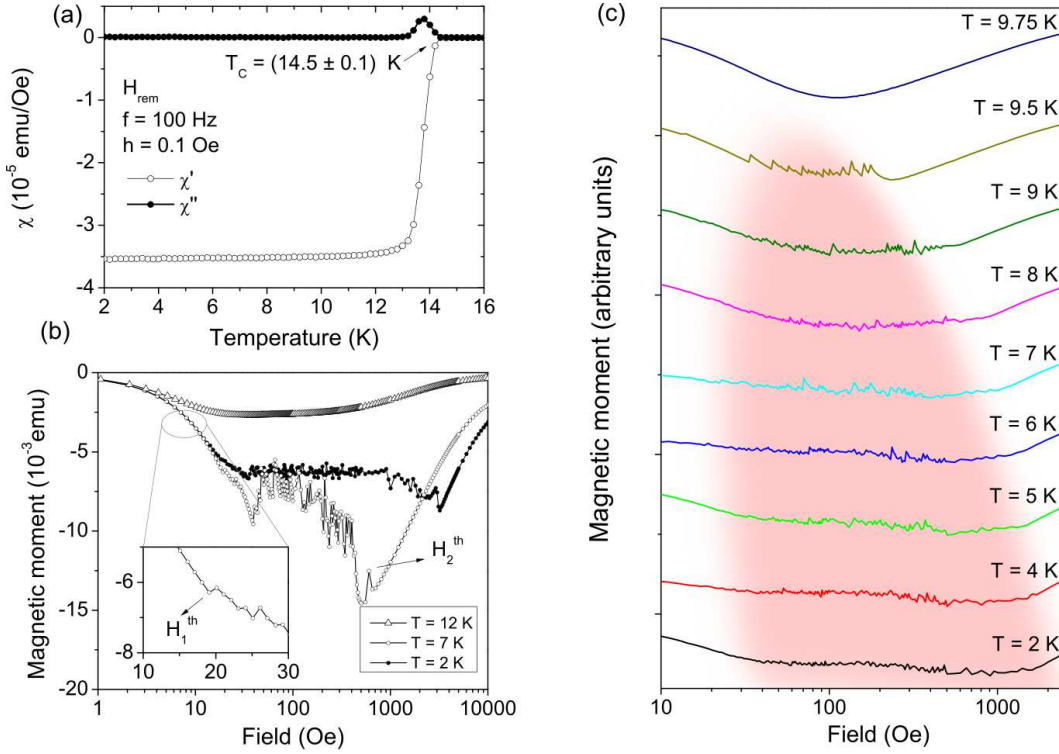 (a)
0
-1
-2
-3
-4
χ (10⁻⁵ emu/Oe)
T_C = (14.5 ± 0.1) K
H_rem
f = 100 Hz
h = 0.1 Oe
χ'
χ''
2 4 6 8 10 12 14 16
Temperature (K)
(b)
0
-5
-10
-15
-20
Magnetic moment (10⁻³emu)
H₂^th
-6
-8
H₁^th
10 20 30
T = 12 K
T = 7 K
T = 2 K
1 10 100 1000 10000
Field (Oe)
(c)
Magnetic moment (arbitrary units)
T = 9.75 K
T = 9.5 K
T = 9 K
T = 8 K
T = 7 K
T = 6 K
T = 5 K
T = 4 K
T = 2 K
10 100 1000
Field (Oe)